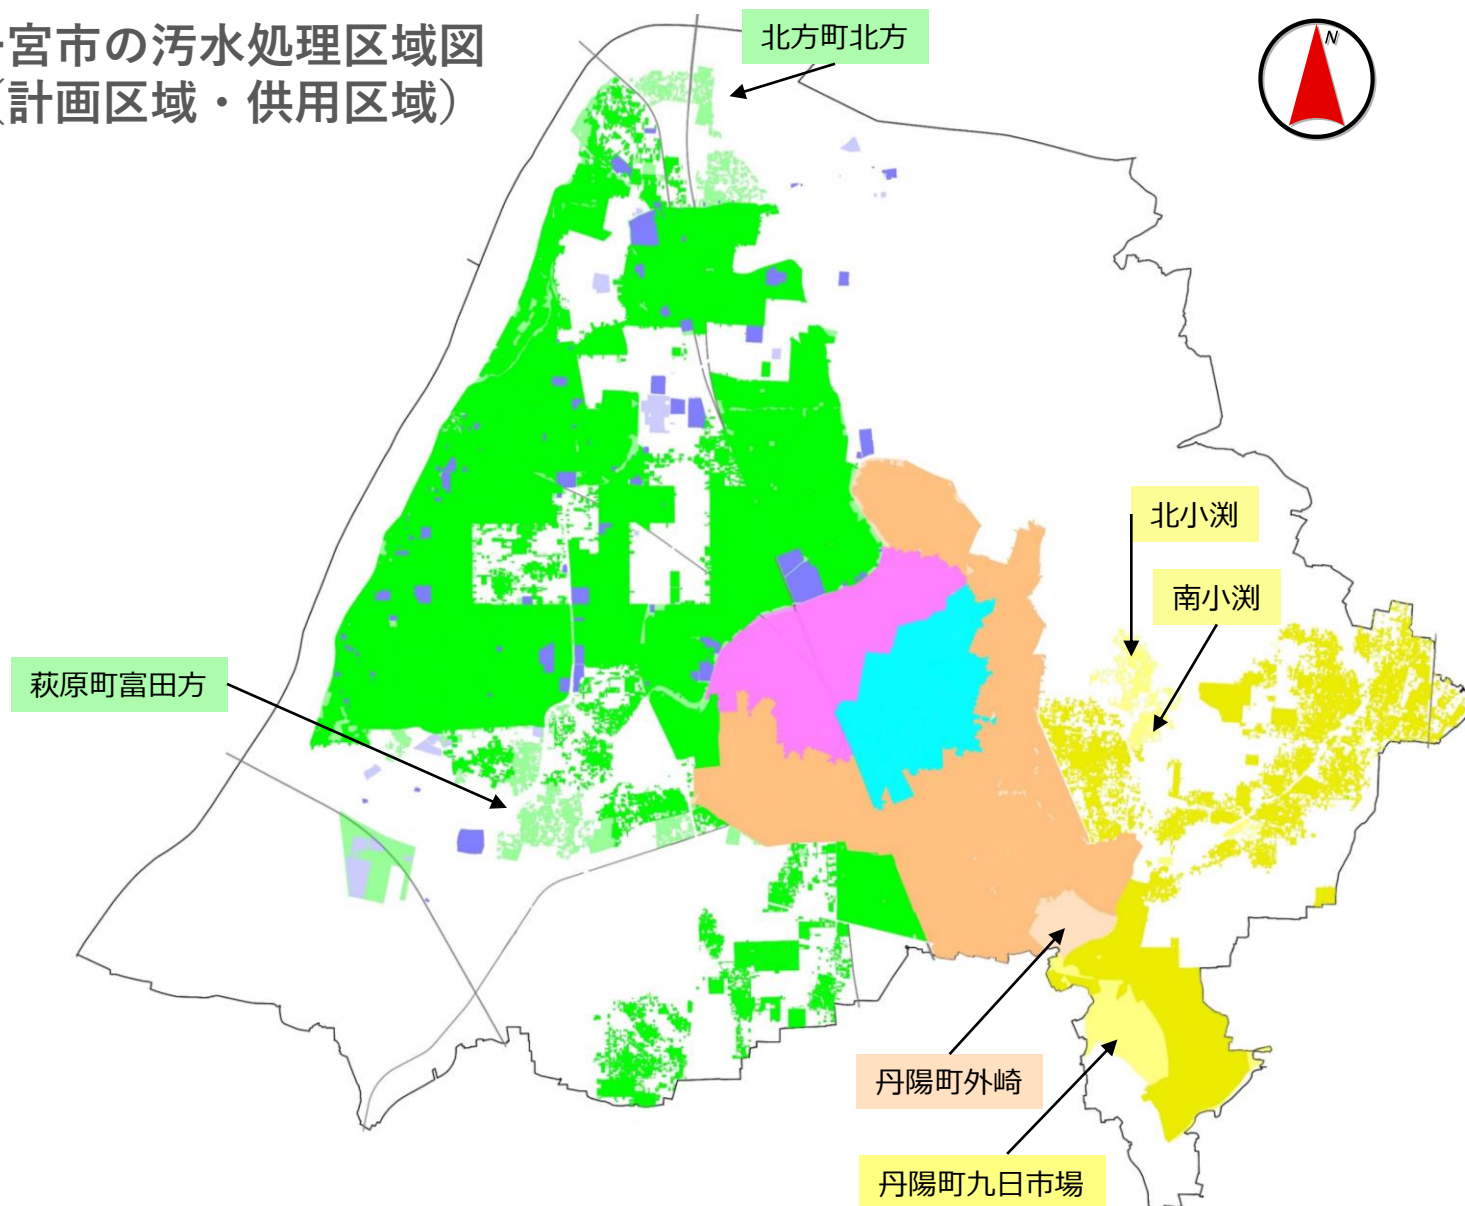 宮市の汚水処理区域図
（計画区域・供用区域）
北方町北方
N
北小渕
南小渕
萩原町富田方
丹陽町外崎
丹陽町九日市場